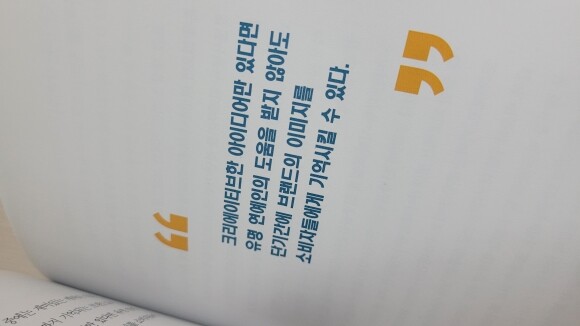 “
크리에이티브한 아이디어만 있다면
유명 연예인의 도움을 받지 않아도
단기간에 브랜드의 이미지를
소비자들에게 기억시킬 수 있다.
”